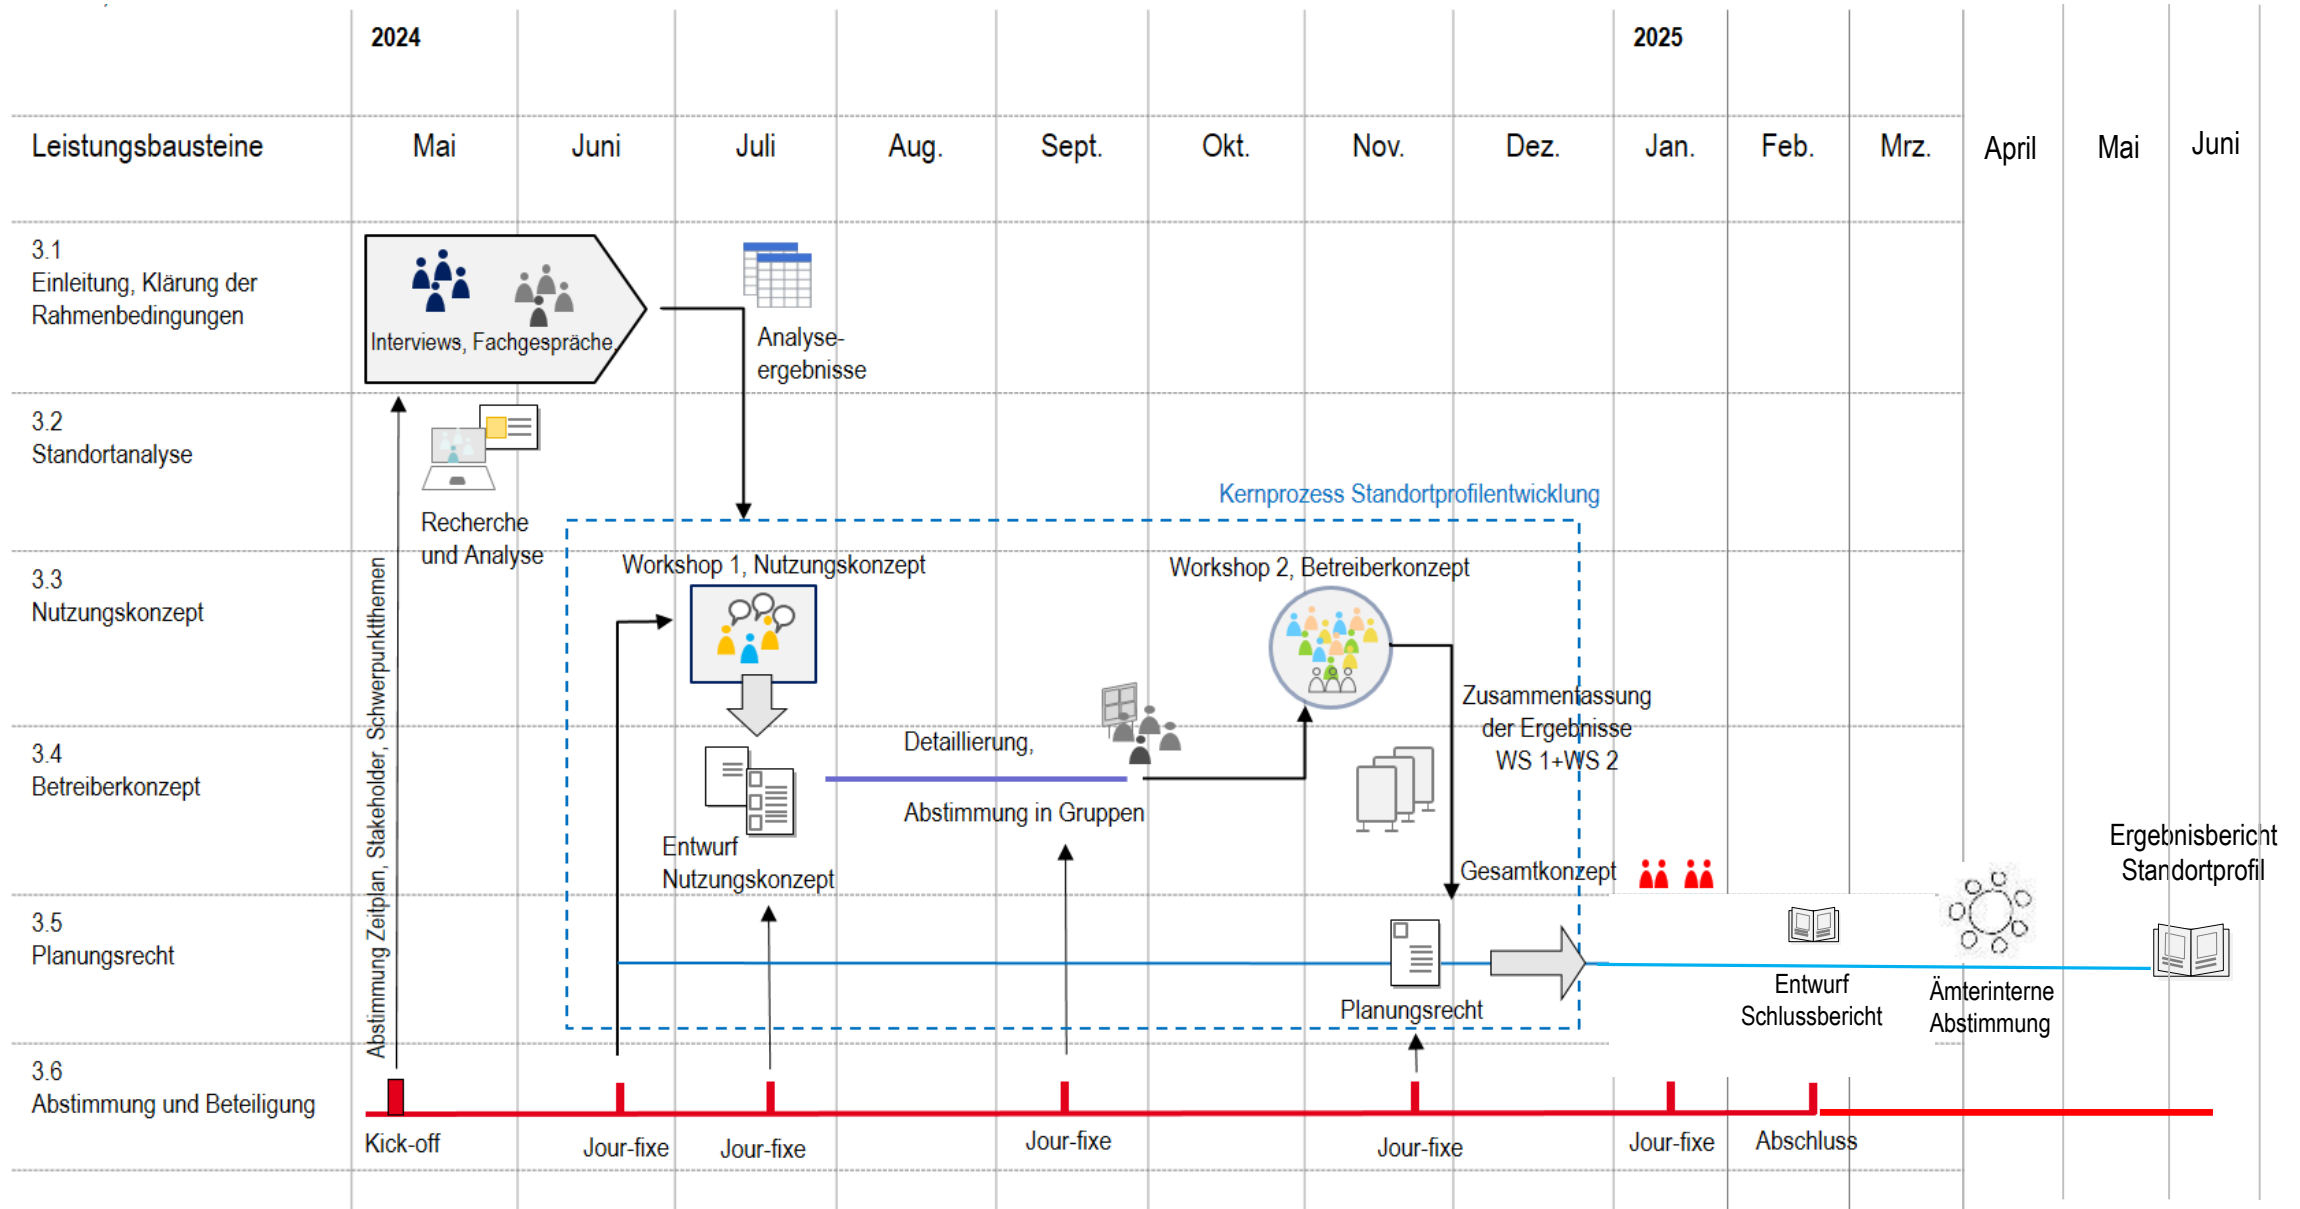 2024
2025
Leistungsbausteine
Mai
Juni
Juli
Aug.
Sept.
Okt.
Nov.
Dez.
Jan.
Feb.
Mrz.
April
Mai
Juni
3.1
Einleitung, Klärung der
Rahmenbedingungen
Interviews, Fachgespräche,
Analyse-
ergebnisse
3.2
Standortanalyse
Recherche
und Analyse
Kernprozess Standortprofilentwicklung
3.3
Nutzungskonzept
Abstimmung Zeitplan, Stakeholder, Schwerpunktthemen
Workshop 1, Nutzungskonzept
Workshop 2, Betreiberkonzept
Zusammenfassung
der Ergebnisse
WS 1+WS 2
3.4
Betreiberkonzept
Detaillierung,
Abstimmung in Gruppen
Entwurf
Nutzungskonzept
Gesamtkonzept
Ergebnisbericht
Standortprofil
3.5
Planungsrecht
Planungsrecht
Entwurf
Schlussbericht
Ämterinterne
Abstimmung
3.6
Abstimmung und Beteiligung
Kick-off
Jour-fixe
Jour-fixe
Jour-fixe
Jour-fixe
Jour-fixe
Abschluss